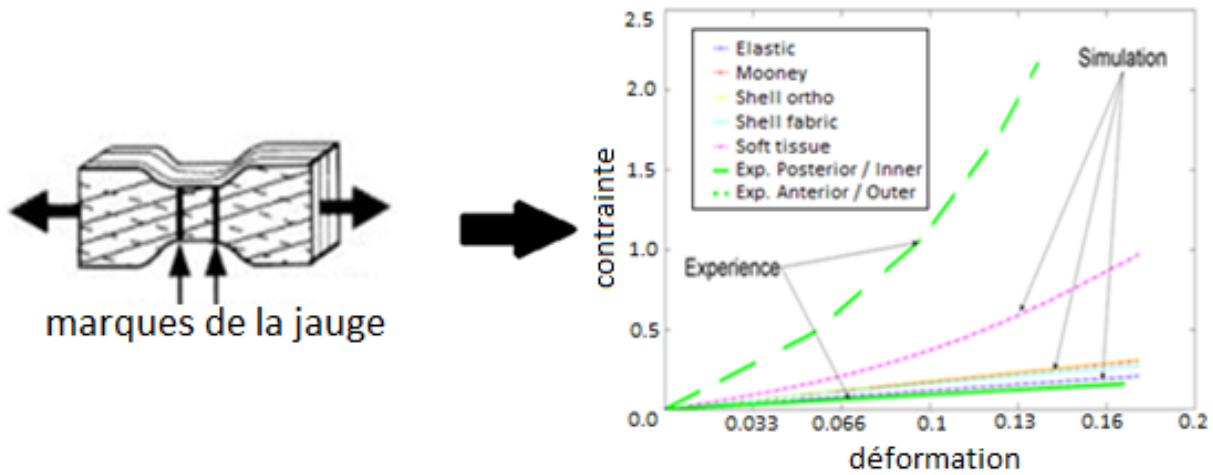 marques de la jauge
contrainte
2.5
2.0
1.5
1.0
0.5
0.0
0.033
0.066
0.1
0.13
0.16
0.2
déformation
Elastic
Mooney
Shell ortho
Shell fabric
Soft tissue
Exp. Posterior / Inner
Exp. Anterior / Outer
Simulation
Experience